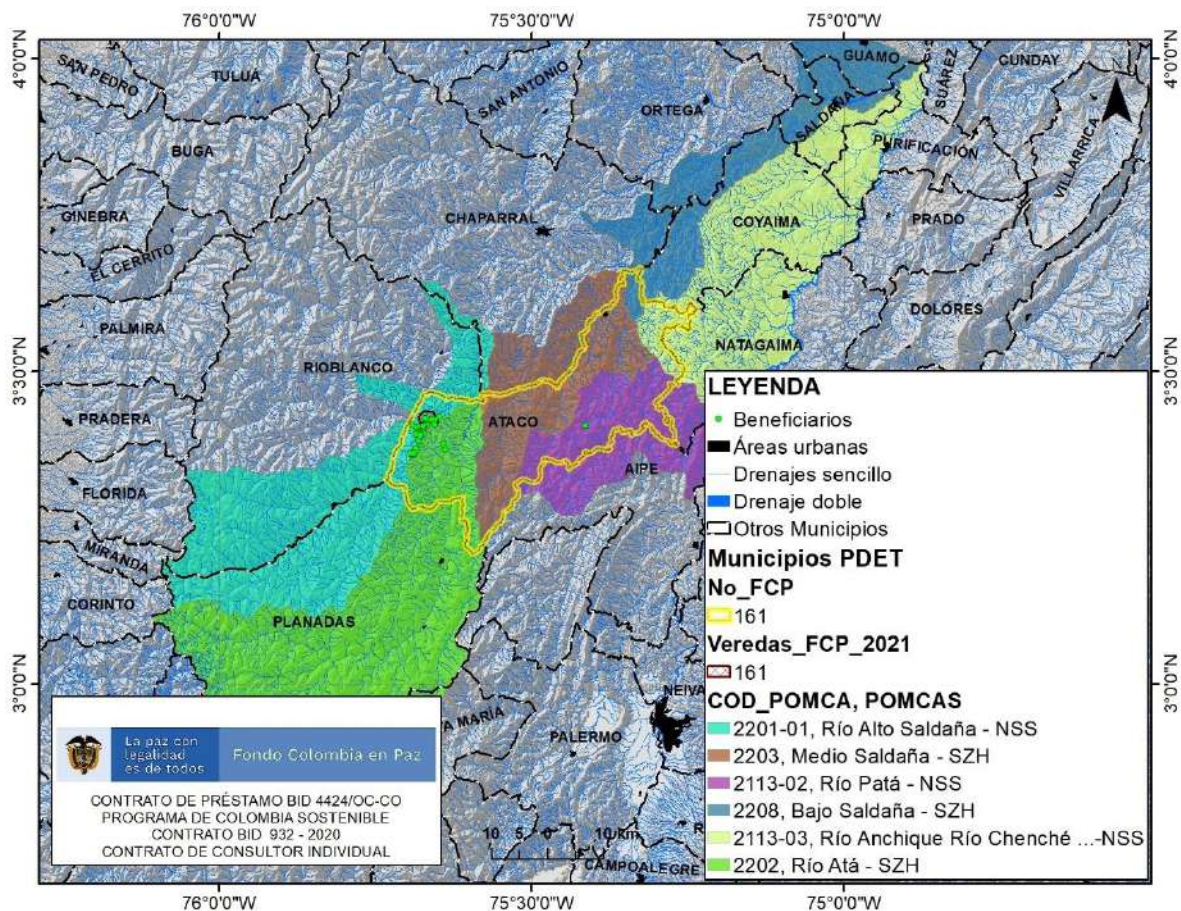 76°0'0"W 75°30'0"W 75°0'0"W
4°0'0"N 4°0'0"N
SAN PEDRO
TULUÁ
SAN ANTONIO
ORTEGA
GUAMO
SUÁREZ
CUNDAY
SALDAÑA
BUGA
PURIFICACIÓN
VILLARRICA
GINEBRA
CHAPARRAL
COYAIMA
PRADO
EL CERRITO
DOLORES
PALMIRA
NATAGAIMA
RIOBLANCO
3°30'0"N 3°30'0"N
PRADERA
ATACO
AIPE
FLORIDA
MIRANDA
CORINTO
PLANADAS
3°0'0"N 3°0'0"N
NEIVA
MARÍA
PALERMO
CAMPOALEGRE
LEYENDA
Beneficiarios
Áreas urbanas
Drenajes sencillo
Drenaje doble
Otros Municipios
Municipios PDET
No_FCP
161
Veredas_FCP_2021
161
COD_POMCA, POMCAS
2201-01, Río Alto Saldaña - NSS
2203, Medio Saldaña - SZH
2113-02, Río Patá - NSS
2208, Bajo Saldaña - SZH
2113-03, Río Anchique Río Chenché ...-NSS
2202, Río Atá - SZH
La paz con
legalidad
es de todos
Fondo Colombia en Paz
CONTRATO DE PRÉSTAMO BID 4424/OC-CO
PROGRAMA DE COLOMBIA SOSTENIBLE
CONTRATO BID 932 - 2020
CONTRATO DE CONSULTOR INDIVIDUAL
10 5 0 10 km
76°0'0"W 75°30'0"W 75°0'0"W